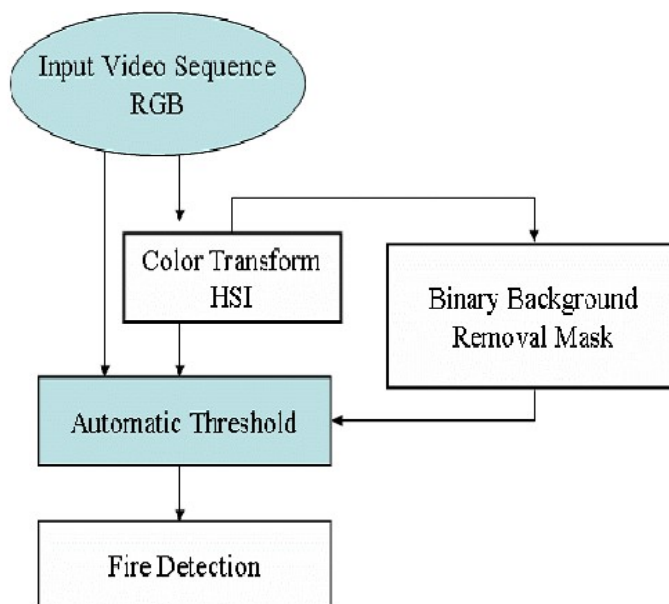 Input Video Sequence
RGB
Color Transform
HSI
Binary Background
Removal Mask
Automatic Threshold
Fire Detection